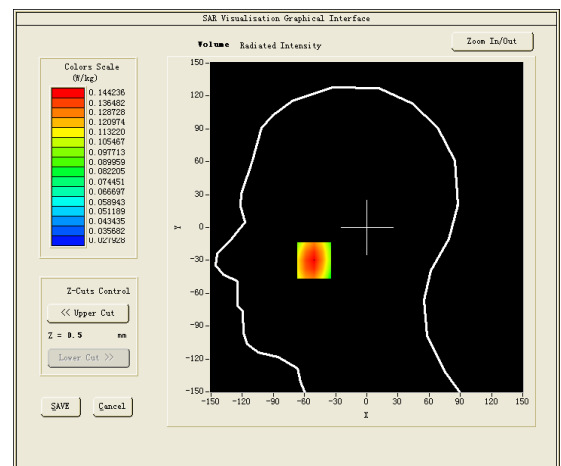 SAR Visualisation Graphical Interface
Volume Radiated Intensity
Zoom In/Out
Colors Scale
(W/kg)
0.144236
0.136482
0.128728
0.120974
0.113220
0.105467
0.097713
0.089959
0.082205
0.074451
0.066697
0.058943
0.051189
0.043435
0.035682
0.027928
Z-Cuts Control
<< Upper Cut
Z = 0.5 mm
Lower Cut >>
SAVE Cancel
150
120
90
60
30
0
-30
-60
-90
-120
-150
Y
-150 -120 -90 -60 -30 0 30 60 90 120 150
X